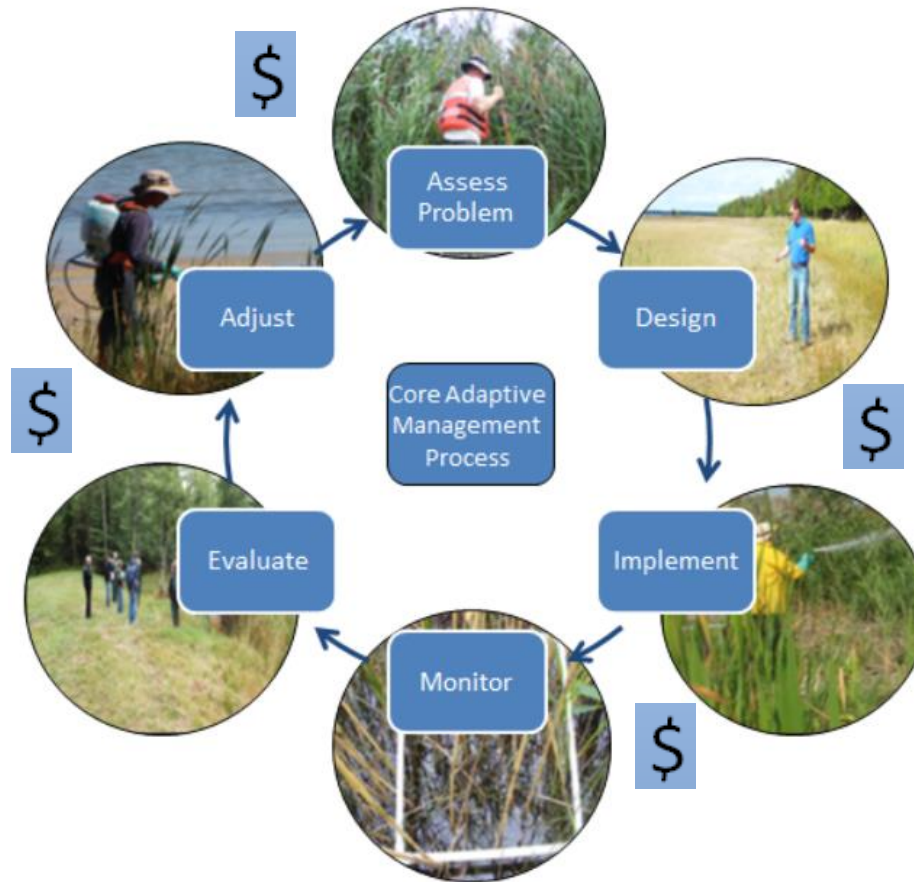 $
Assess
Problem
Design
$
Implement
$
Monitor
Evaluate
$
Adjust
Core Adaptive
Management
Process